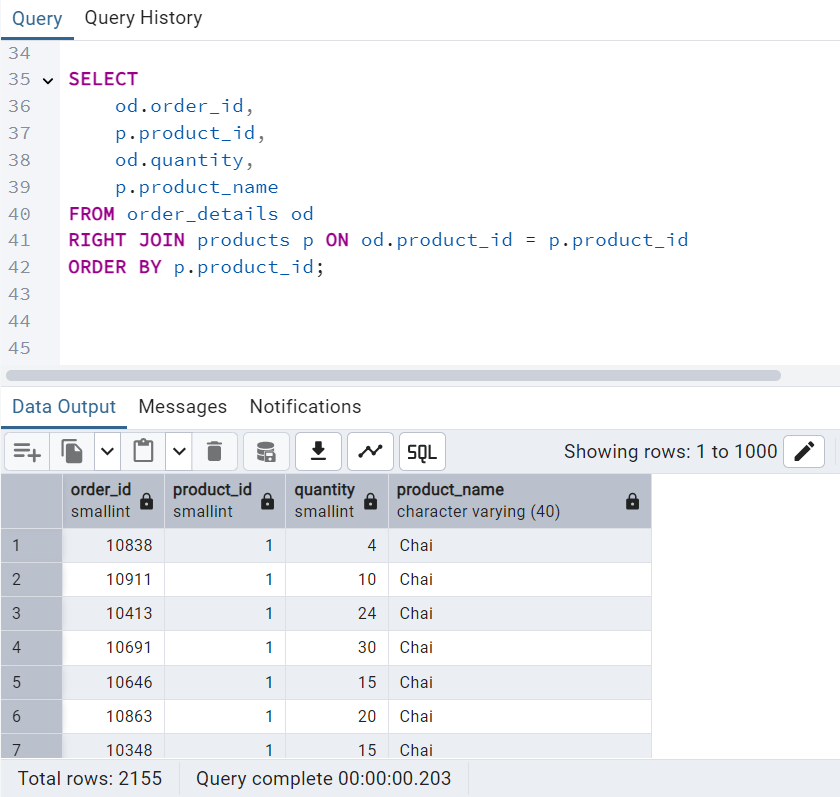 Query Query History
34
35 SELECT
36 od.order_id,
37 p.product_id,
38 od.quantity,
39 p.product_name
40 FROM order_details od
41 RIGHT JOIN products p ON od.product_id = p.product_id
42 ORDER BY p.product_id;
43
44
45
Data Output Messages Notifications
SQL Showing rows: 1 to 1000
order_id product_id quantity product_name
smallint smallint smallint character varying (40)
1 10838 1 4 Chai
2 10911 1 10 Chai
3 10413 1 24 Chai
4 10691 1 30 Chai
5 10646 1 15 Chai
6 10863 1 20 Chai
7 10348 1 15 Chai
Total rows: 2155 Query complete 00:00:00.203